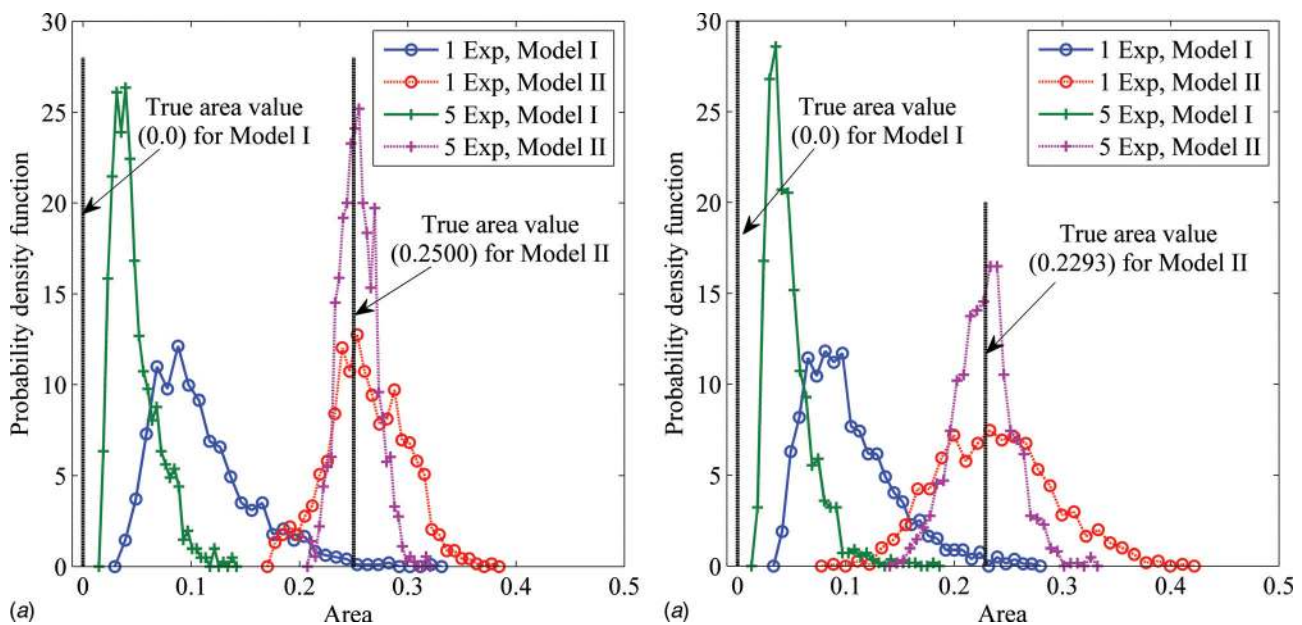 30
25
20
15
10
5
0
Probability density function
1 Exp, Model I
1 Exp, Model II
5 Exp, Model I
5 Exp, Model II
True area value
(0.0) for Model I
True area value
(0.2500) for Model II
0 0.1 0.2 0.3 0.4 0.5
(a) Area
30
25
20
15
10
5
0
Probability density function
1 Exp, Model I
1 Exp, Model II
5 Exp, Model I
5 Exp, Model II
True area value
(0.0) for Model I
True area value
(0.2293) for Model II
0 0.1 0.2 0.3 0.4 0.5
(a) Area